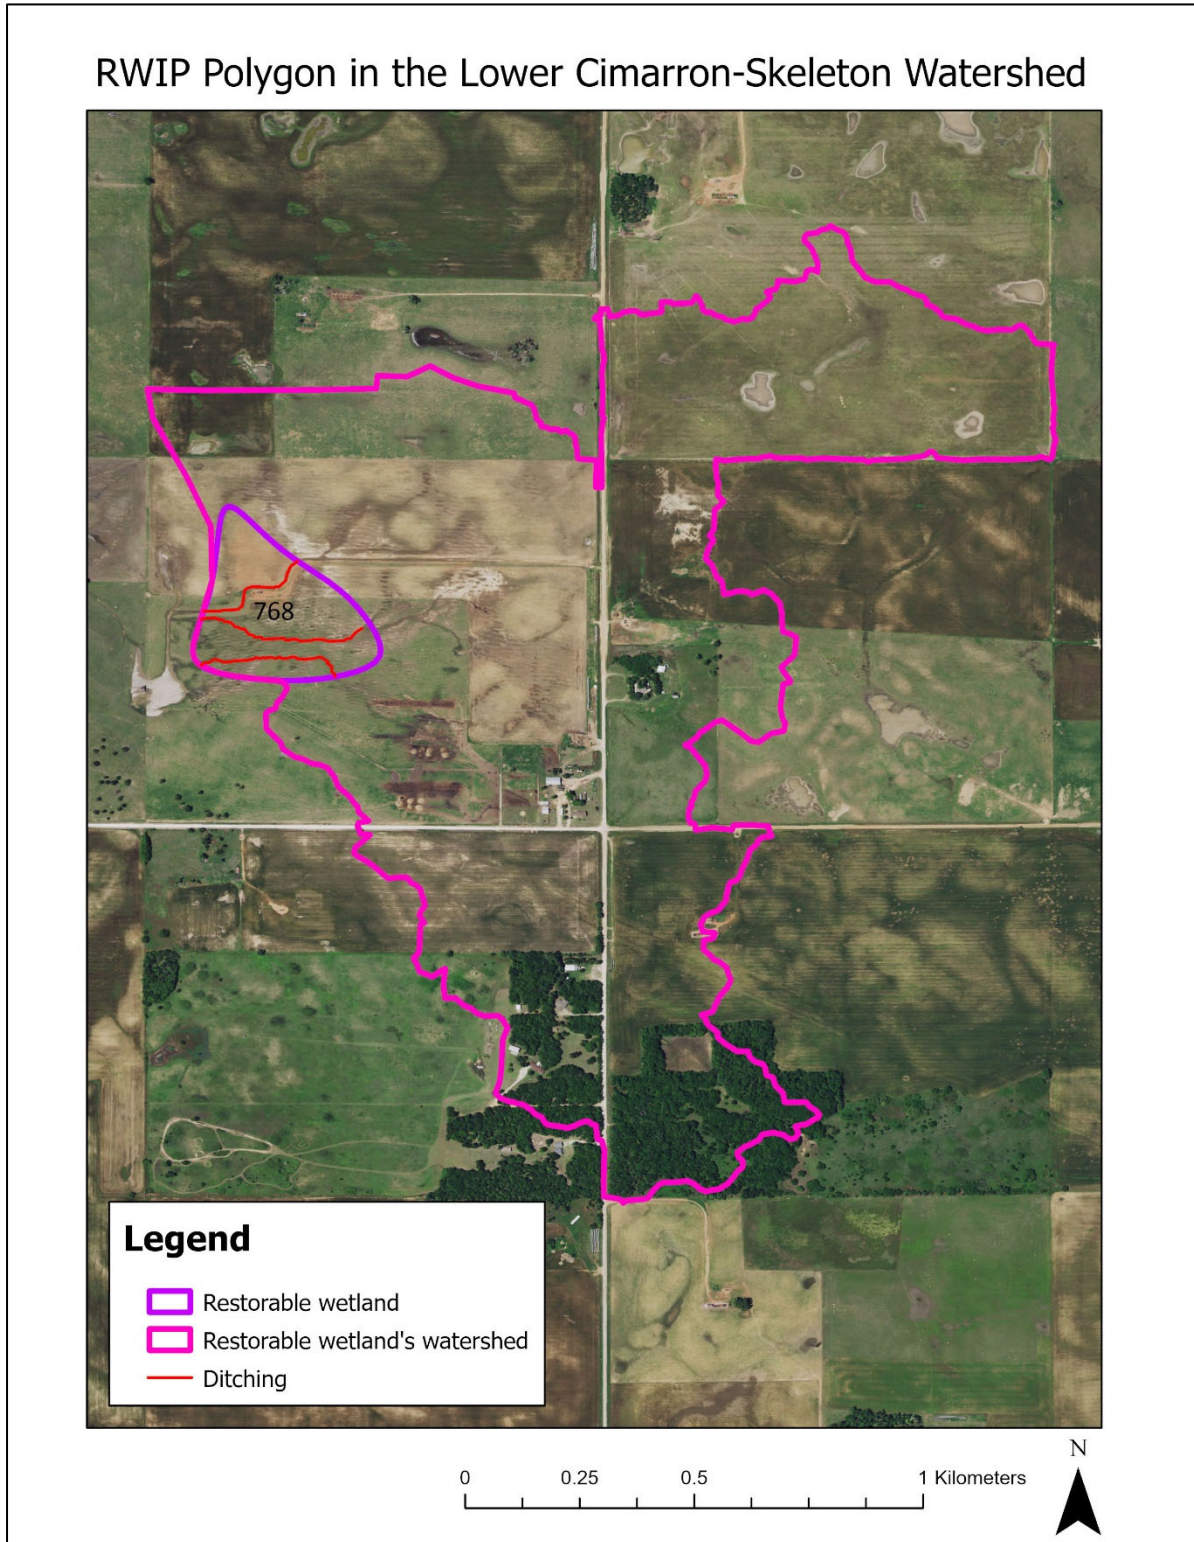 RWIP Polygon in the Lower Cimarron-Skeleton Watershed
768
Legend
Restorable wetland
Restorable wetland's watershed
Ditching
0 0.25 0.5 1 Kilometers
N